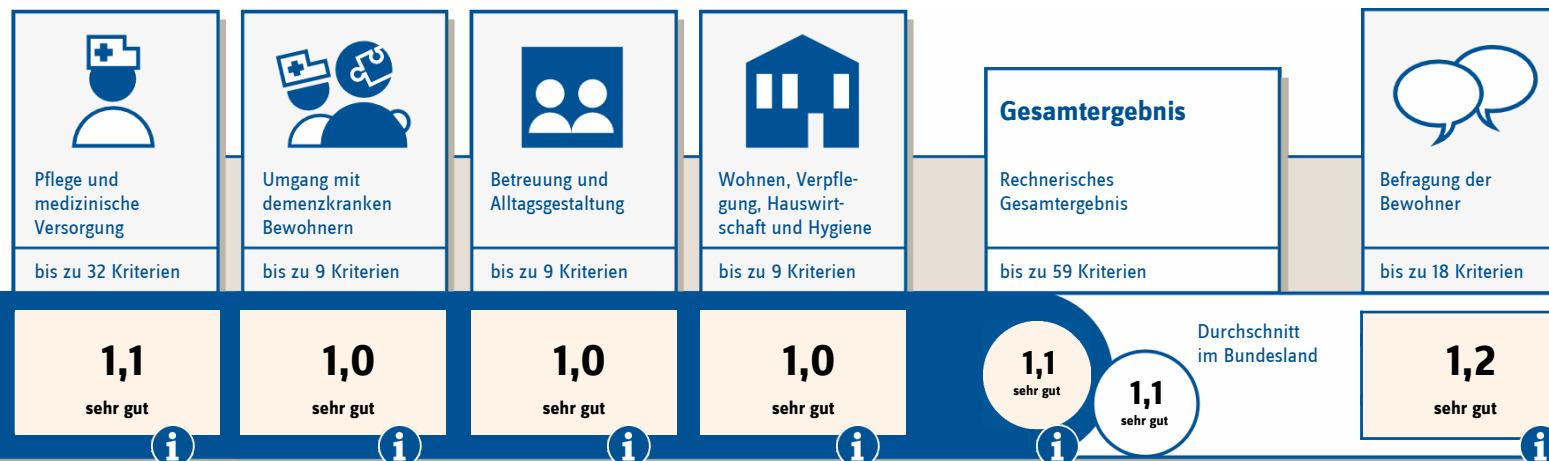 Pflege und
medizinische
Versorgung
bis zu 32 Kriterien
1,1
sehr gut
i
Umgang mit
demenzkranken
Bewohnern
bis zu 9 Kriterien
1,0
sehr gut
i
Betreuung und
Alltagsgestaltung
bis zu 9 Kriterien
1,0
sehr gut
i
Wohnen, Verpfle-
gung, Hauswirt-
schaft und Hygiene
bis zu 9 Kriterien
1,0
sehr gut
i
Gesamtergebnis
Rechnerisches
Gesamtergebnis
bis zu 59 Kriterien
1,1
sehr gut
i
1,1
sehr gut
Durchschnitt
im Bundesland
Befragung der
Bewohner
bis zu 18 Kriterien
1,2
sehr gut
i